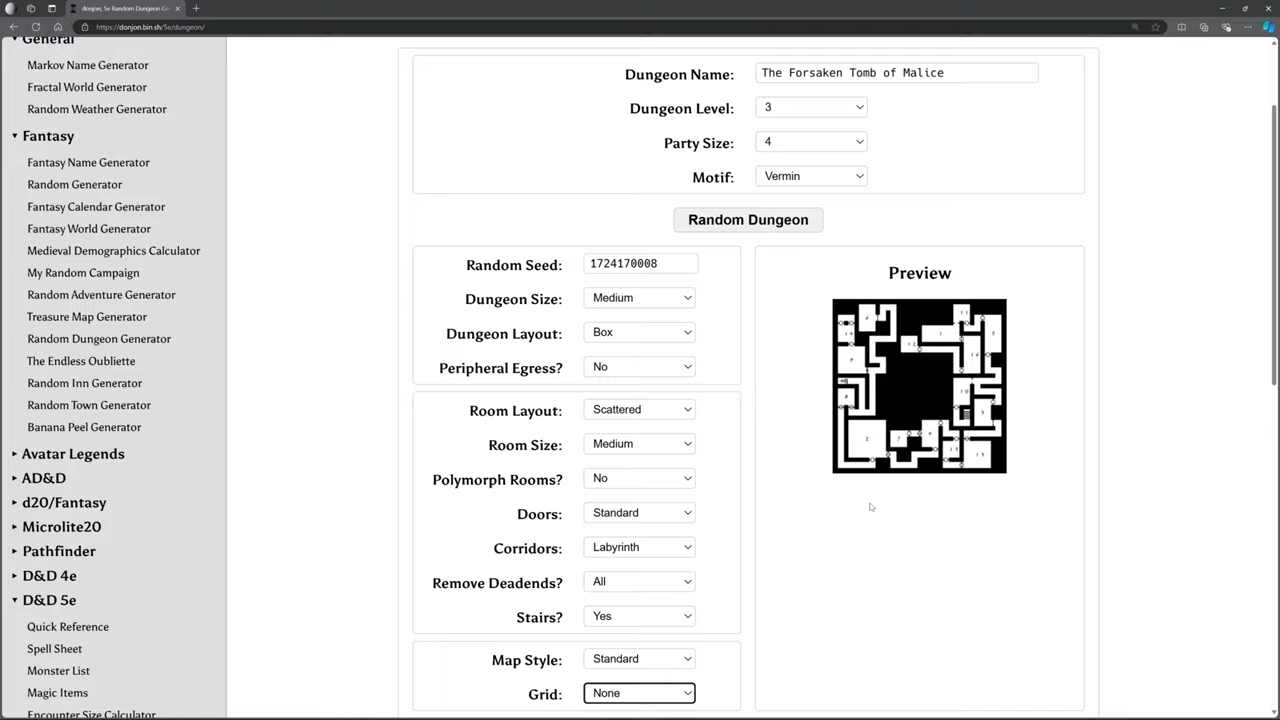 donjon; 5e Random Dungeon Ge
https://donjon.bin.sh/5e/dungeon/
General
Markov Name Generator
Fractal World Generator
Random Weather Generator
Fantasy
Fantasy Name Generator
Random Generator
Fantasy Calendar Generator
Fantasy World Generator
Medieval Demographics Calculator
My Random Campaign
Random Adventure Generator
Treasure Map Generator
Random Dungeon Generator
The Endless Oubliette
Random Inn Generator
Random Town Generator
Banana Peel Generator
Avatar Legends
AD&D
d20/Fantasy
Microlite20
Pathfinder
D&D 4e
D&D 5e
Quick Reference
Spell Sheet
Monster List
Magic Items
Encounter Size Calculator
Dungeon Name: The Forsaken Tomb of Malice
Dungeon Level: 3
Party Size: 4
Motif: Vermin
Random Dungeon
Random Seed: 1724170008
Dungeon Size: Medium
Dungeon Layout: Box
Peripheral Egress? No
Room Layout: Scattered
Room Size: Medium
Polymorph Rooms? No
Doors: Standard
Corridors: Labyrinth
Remove Deadends? All
Stairs? Yes
Map Style: Standard
Grid: None
Preview